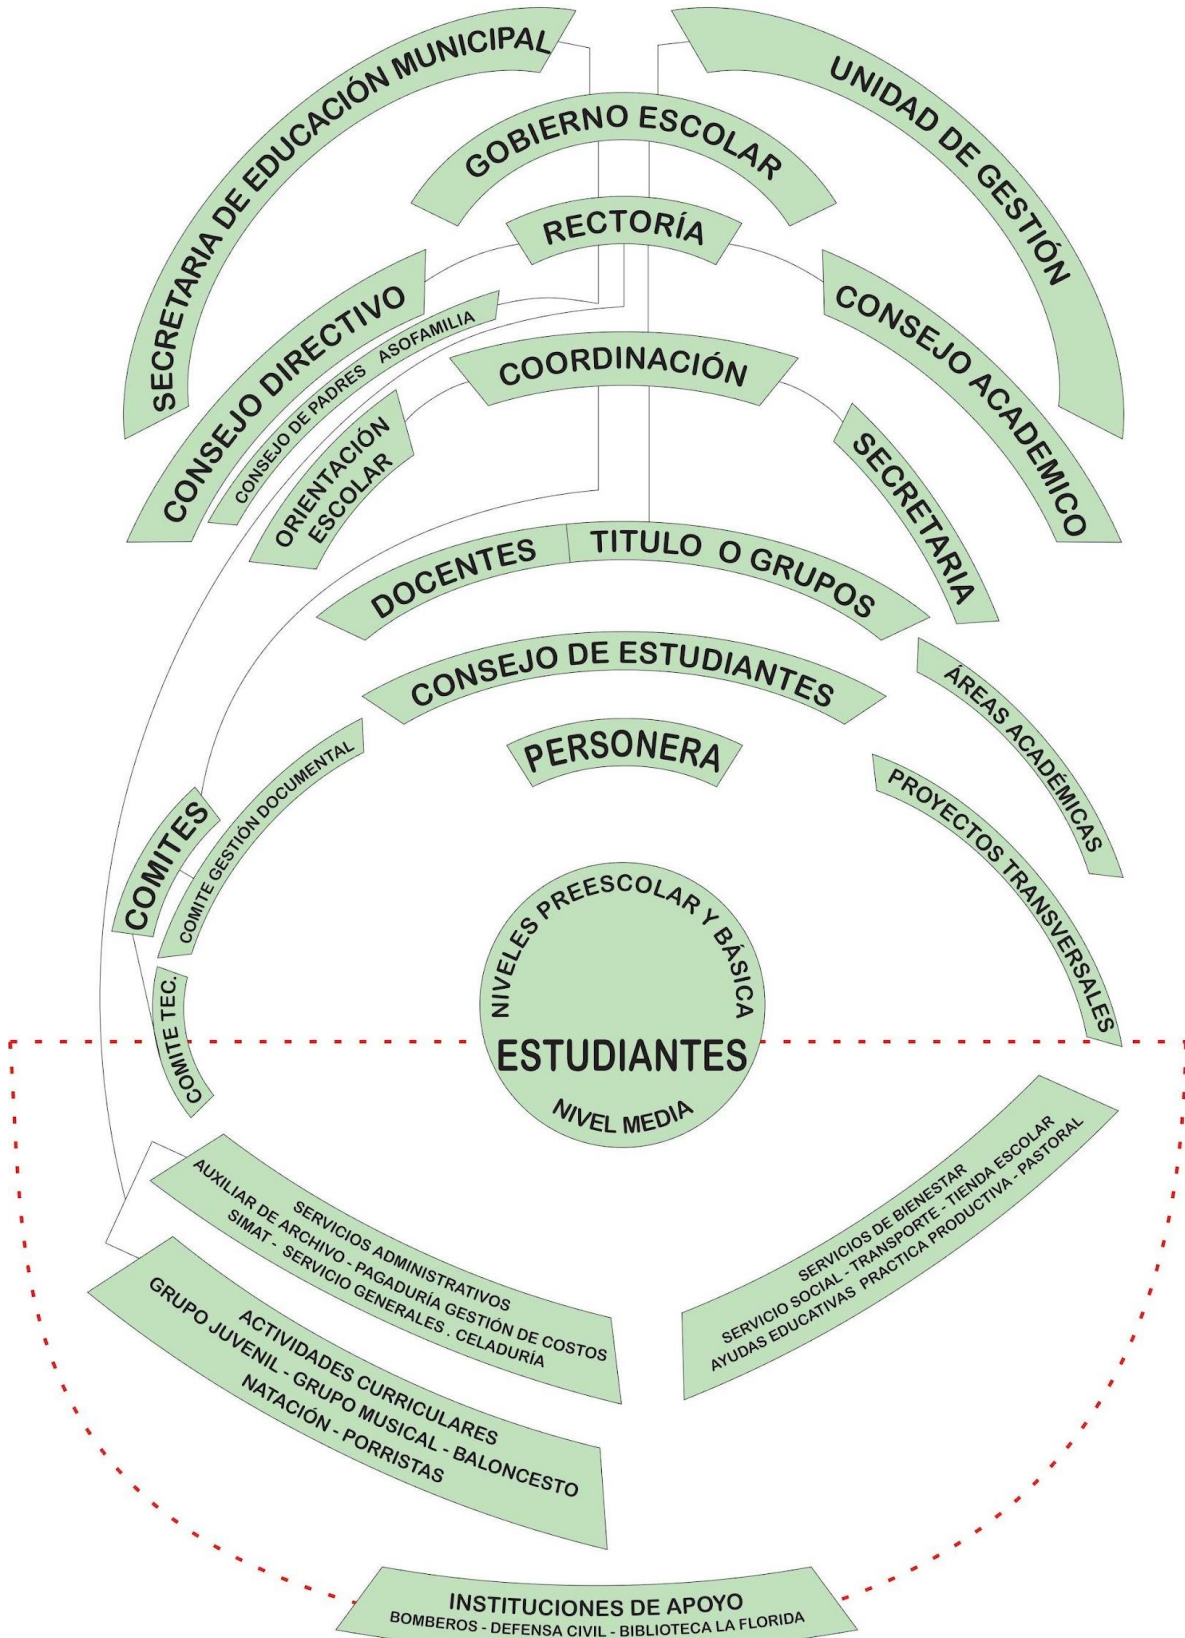 SECRETARIA DE EDUCACIÓN MUNICIPAL
UNIDAD DE GESTIÓN
GOBIERNO ESCOLAR
RECTORÍA
CONSEJO DIRECTIVO
CONSEJO DE PADRES ASOFAMILIA
CONSEJO ACADEMICO
COORDINACIÓN
ORIENTACIÓN
ESCOLAR
SECRETARIA
DOCENTES
TITULO O GRUPOS
CONSEJO DE ESTUDIANTES
PERSONERA
ÁREAS ACADÉMICAS
PROYECTOS TRANSVERSALES
COMITES
COMITE GESTIÓN DOCUMENTAL
COMITE TEC.
NIVELES PREESCOLAR Y BÁSICA
ESTUDIANTES
NIVEL MEDIA
SERVICIOS ADMINISTRATIVOS
AUXILIAR DE ARCHIVO - PAGADURÍA GESTIÓN DE COSTOS
SIMAT - SERVICIO GENERALES . CELADURÍA
SERVICIOS DE BIENESTAR
SERVICIO SOCIAL - TRANSPORTE - TIENDA ESCOLAR
AYUDAS EDUCATIVAS PRACTICA PRODUCTIVA - PASTORAL
ACTIVIDADES CURRICULARES
GRUPO JUVENIL - GRUPO MUSICAL - BALONCESTO
NATACIÓN - PORRISTAS
INSTITUCIONES DE APOYO
BOMBEROS - DEFENSA CIVIL - BIBLIOTECA LA FLORIDA